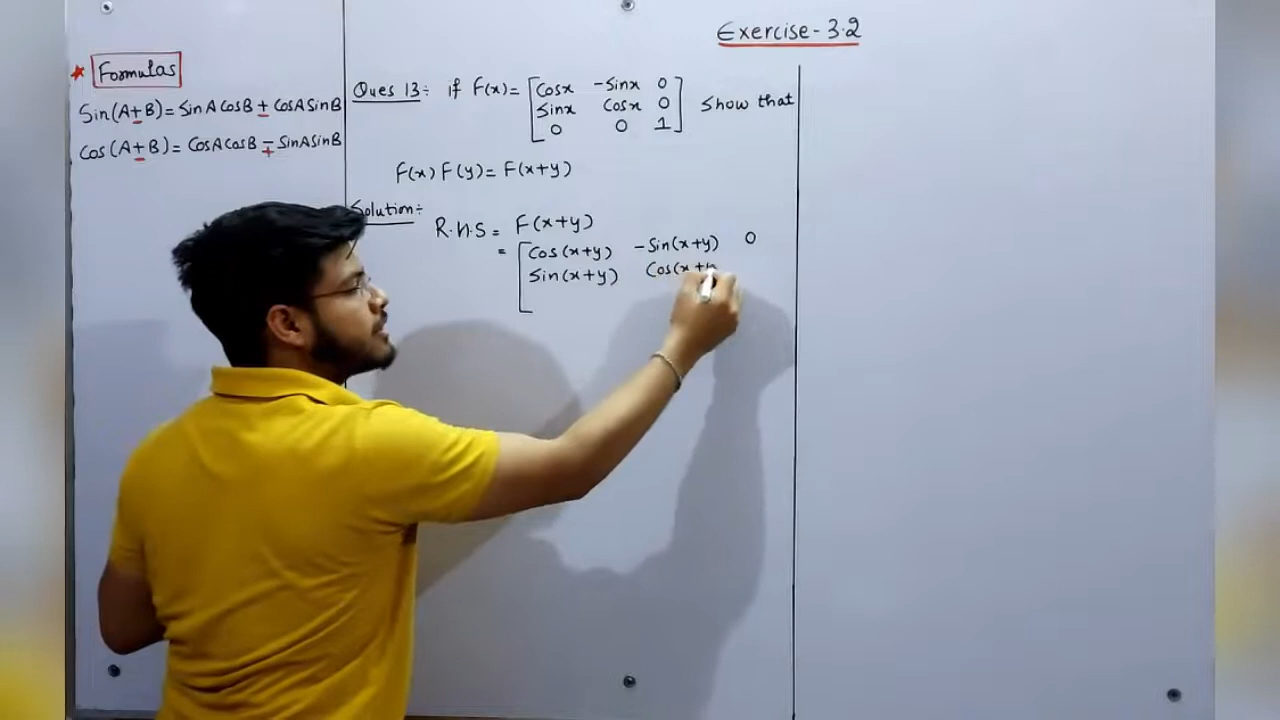 Exercise-3.2
* Formulas
Sin(A±B)= SinA CosB ± CosA SinB
Cos(A±B)= CosA CosB ∓ SinA SinB
Ques 13:- if F(x)= [Cosx -Sinx 0
Sinx Cosx 0
0 0 1] Show that
F(x) F(y)= F(x+y)
Solution:-
R.H.S = F(x+y)
= [Cos(x+y) -Sin(x+y) 0
Sin(x+y) Cos(x+